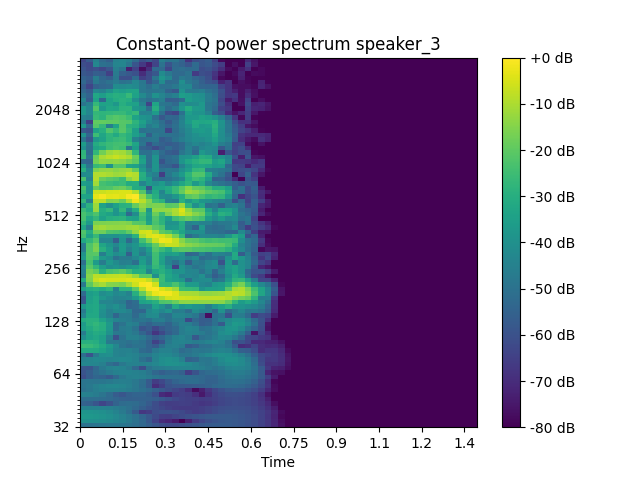 Constant-Q power spectrum speaker_3
+0 dB
-10 dB
-20 dB
-30 dB
-40 dB
-50 dB
-60 dB
-70 dB
-80 dB
2048
1024
512
256
128
64
32
Hz
0 0.15 0.3 0.45 0.6 0.75 0.9 1.1 1.2 1.4
Time